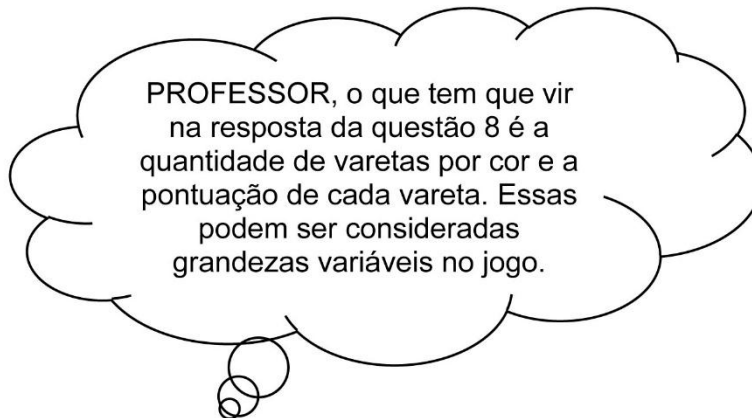 PROFESSOR, o que tem que vir
na resposta da questão 8 é a
quantidade de varetas por cor e a
pontuação de cada vareta. Essas
podem ser consideradas
grandezas variáveis no jogo.